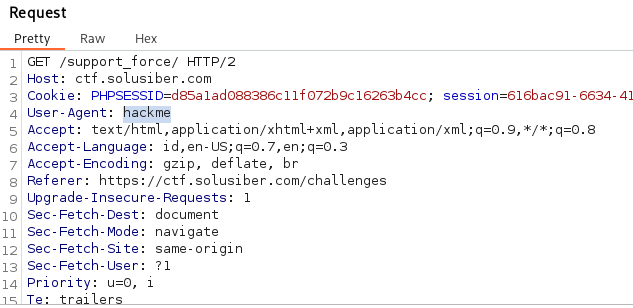 Request
Pretty Raw Hex
1 GET /support_force/ HTTP/2
2 Host: ctf.solusiber.com
3 Cookie: PHPSESSID=d85a1ad088386c11f072b9c16263b4cc; session=616bac91-6634-41
4 User-Agent: hackme
5 Accept: text/html,application/xhtml+xml,application/xml;q=0.9,*/*;q=0.8
6 Accept-Language: id,en-US;q=0.7,en;q=0.3
7 Accept-Encoding: gzip, deflate, br
8 Referer: https://ctf.solusiber.com/challenges
9 Upgrade-Insecure-Requests: 1
10 Sec-Fetch-Dest: document
11 Sec-Fetch-Mode: navigate
12 Sec-Fetch-Site: same-origin
13 Sec-Fetch-User: ?1
14 Priority: u=0, i
15 Te: trailers